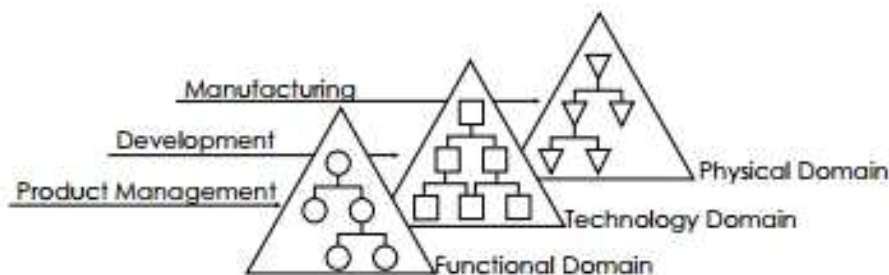 Manufacturing
Development
Product Management
Physical Domain
Technology Domain
Functional Domain